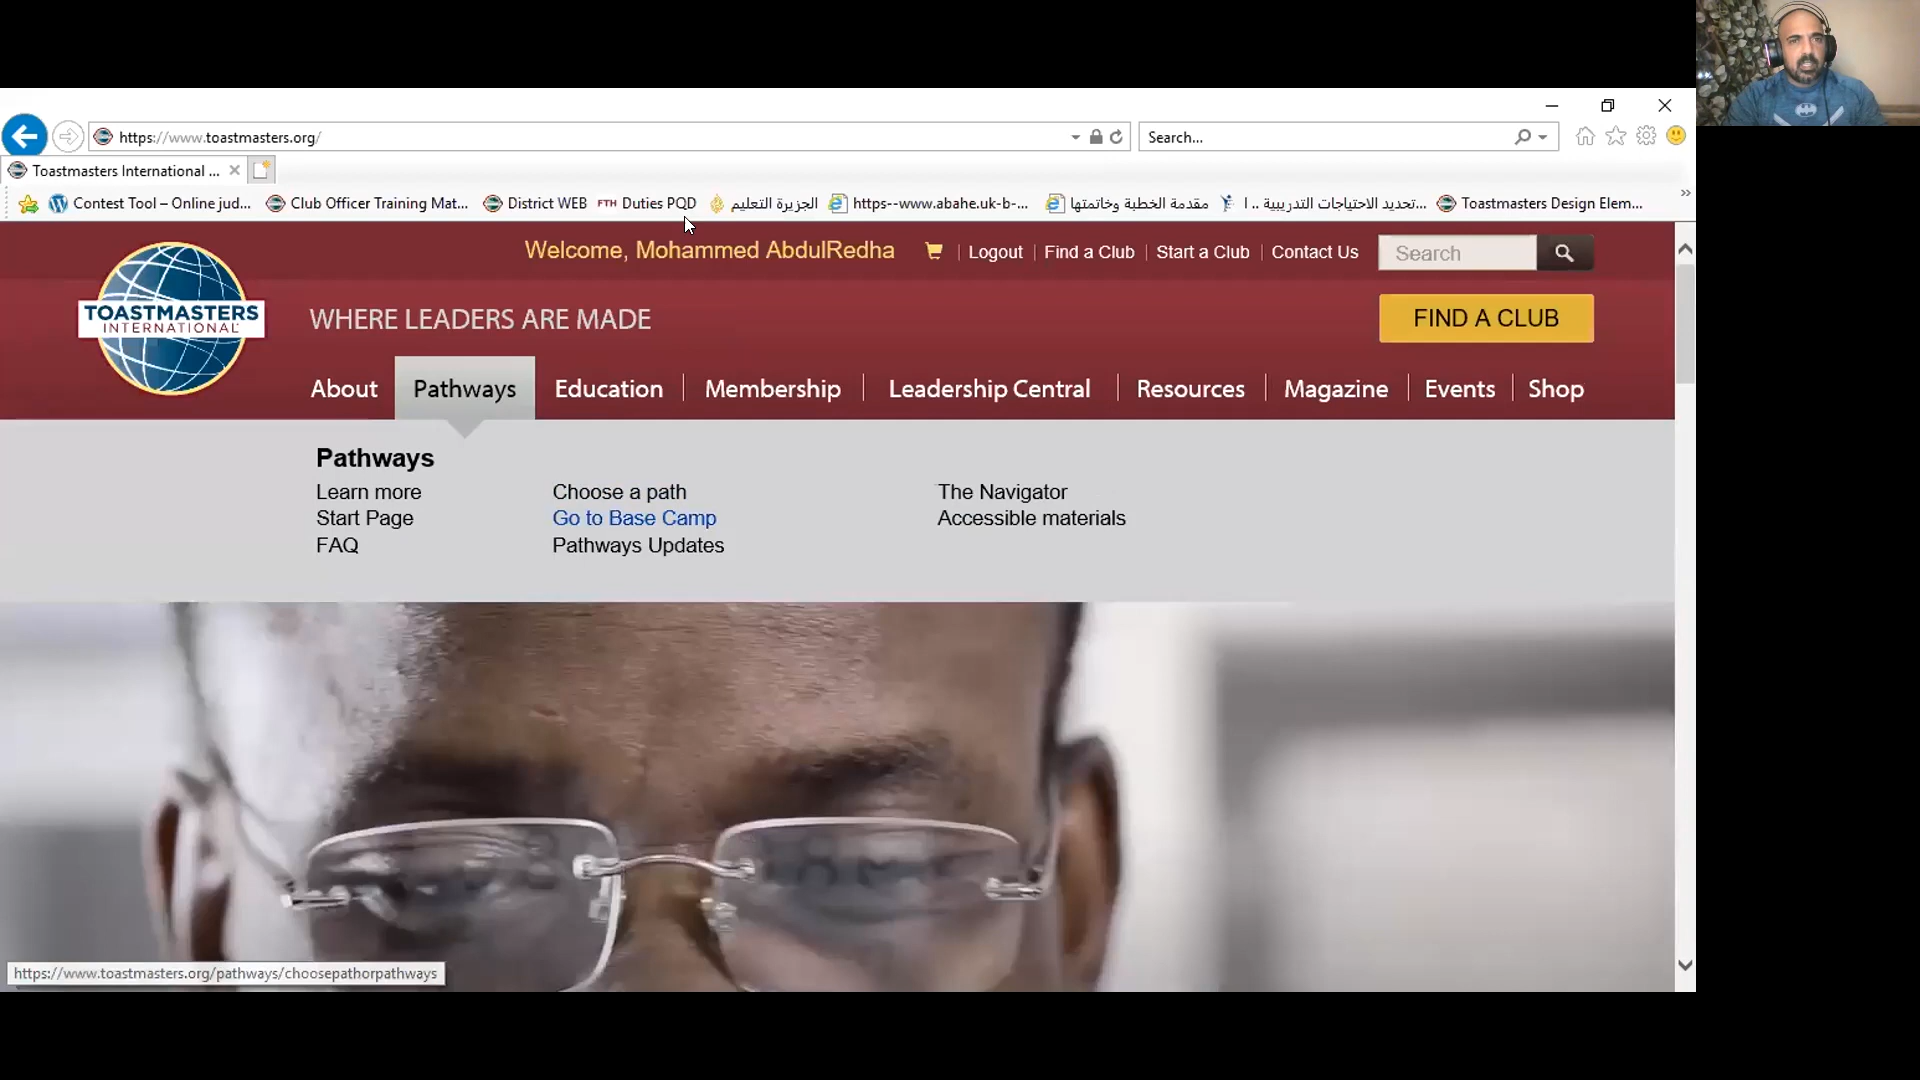 https://www.toastmasters.org/
Search...
Toastmasters International ...
Contest Tool – Online jud...
Club Officer Training Mat...
District WEB
FTH Duties PQD
الجزيرة التعليم
https--www.abahe.uk-b-...
مقدمة الخطبة وخاتمتها
تحديد الاحتياجات التدريبية .. ا...
Toastmasters Design Elem...
Welcome, Mohammed AbdulRedha
Logout
Find a Club
Start a Club
Contact Us
Search
TOASTMASTERS
INTERNATIONAL
WHERE LEADERS ARE MADE
FIND A CLUB
About
Pathways
Education
Membership
Leadership Central
Resources
Magazine
Events
Shop
Pathways
Learn more
Start Page
FAQ
Choose a path
Go to Base Camp
Pathways Updates
The Navigator
Accessible materials
https://www.toastmasters.org/pathways/choosepathorpathways